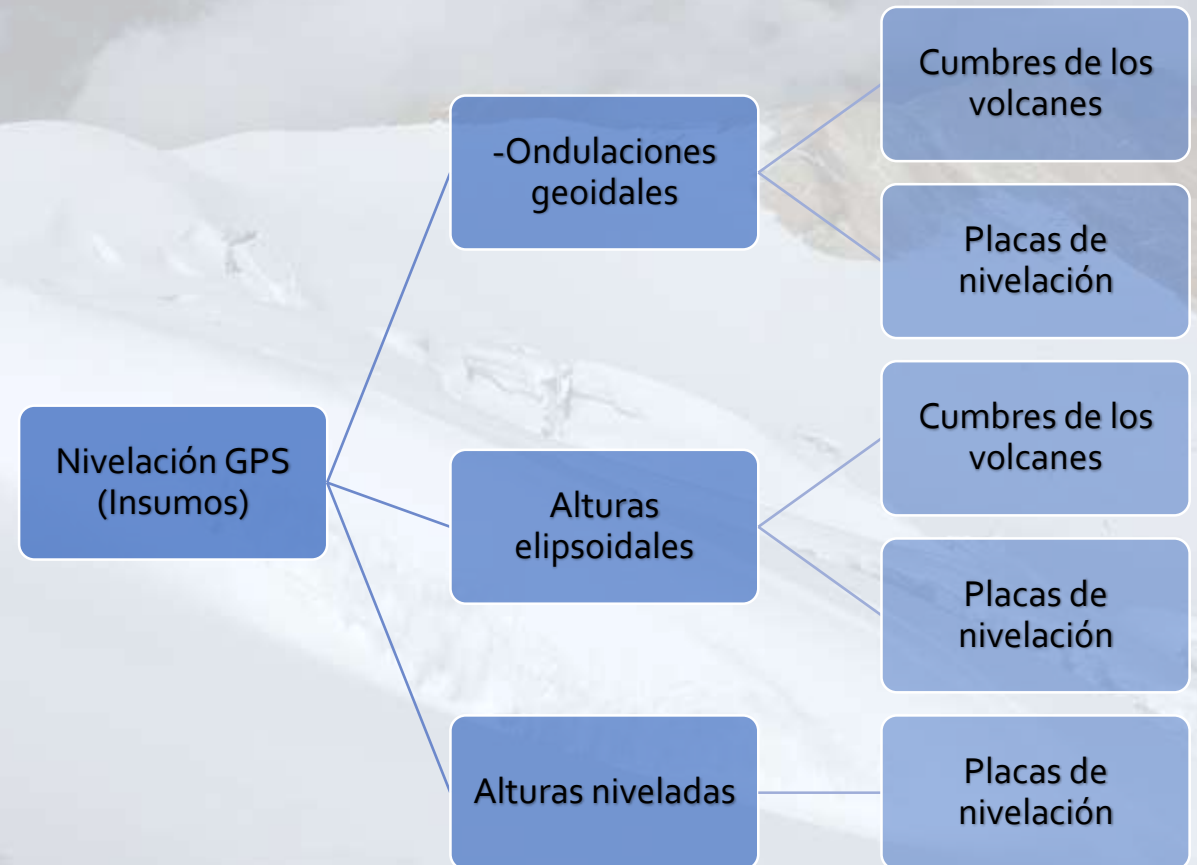 Nivelación GPS
(Insumos)
-Ondulaciones
geoidales
Cumbres de los
volcanes
Placas de
nivelación
Alturas
elipsoidales
Cumbres de los
volcanes
Placas de
nivelación
Alturas niveladas
Placas de
nivelación